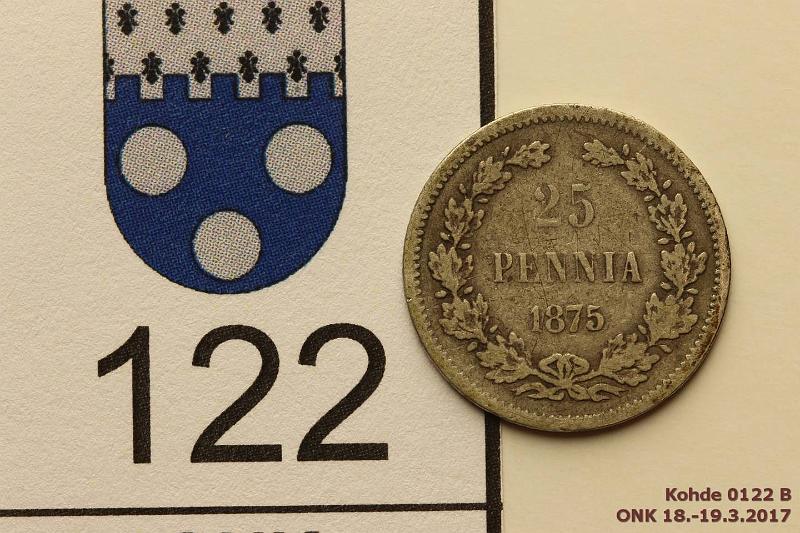 122
25
PENNIA
1875
Kohde 0122 B
ONK 18.-19.3.2017